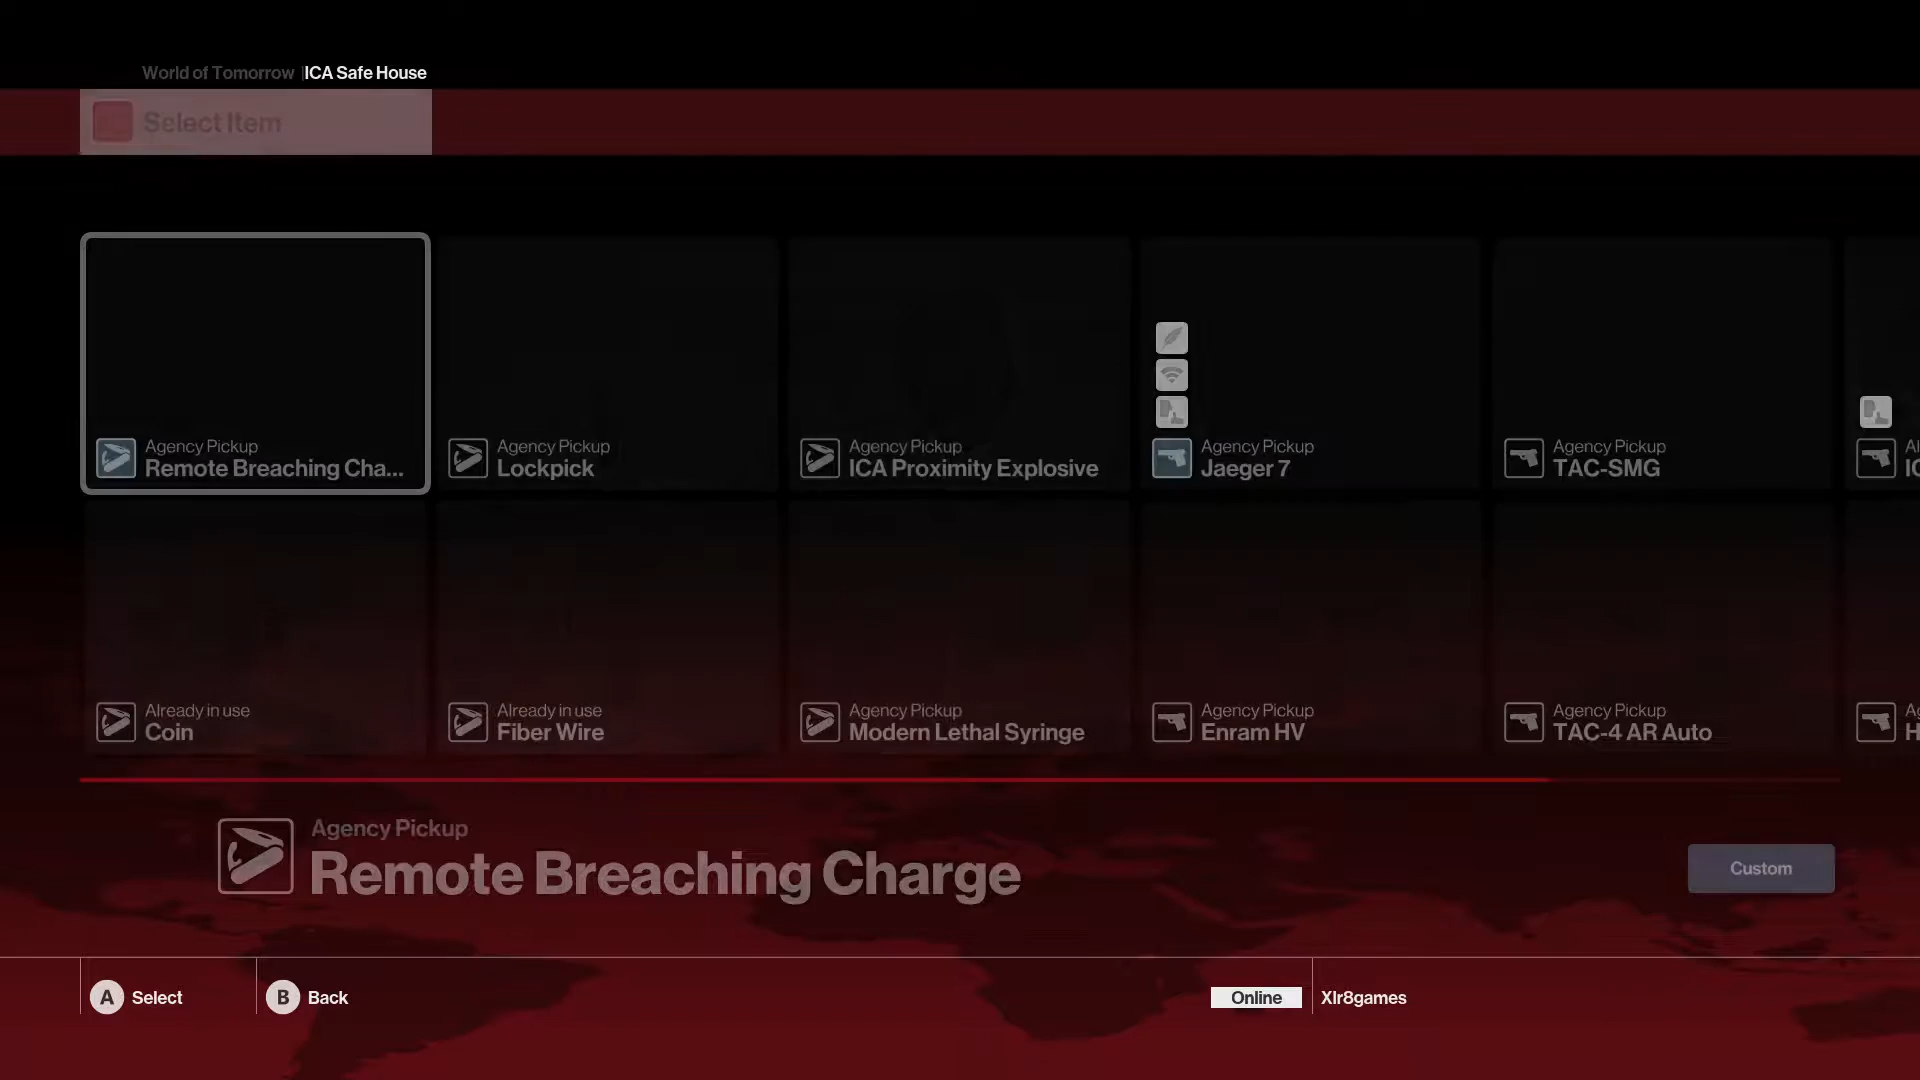 World of Tomorrow | ICA Safe House
Select Item
Agency Pickup
Remote Breaching Cha...
Agency Pickup
Lockpick
Agency Pickup
ICA Proximity Explosive
Agency Pickup
Jaeger 7
Agency Pickup
TAC-SMG
Already in use
Coin
Already in use
Fiber Wire
Agency Pickup
Modern Lethal Syringe
Agency Pickup
Enram HV
Agency Pickup
TAC-4 AR Auto
Agency Pickup
Remote Breaching Charge
Custom
A Select
B Back
Online
Xlr8games